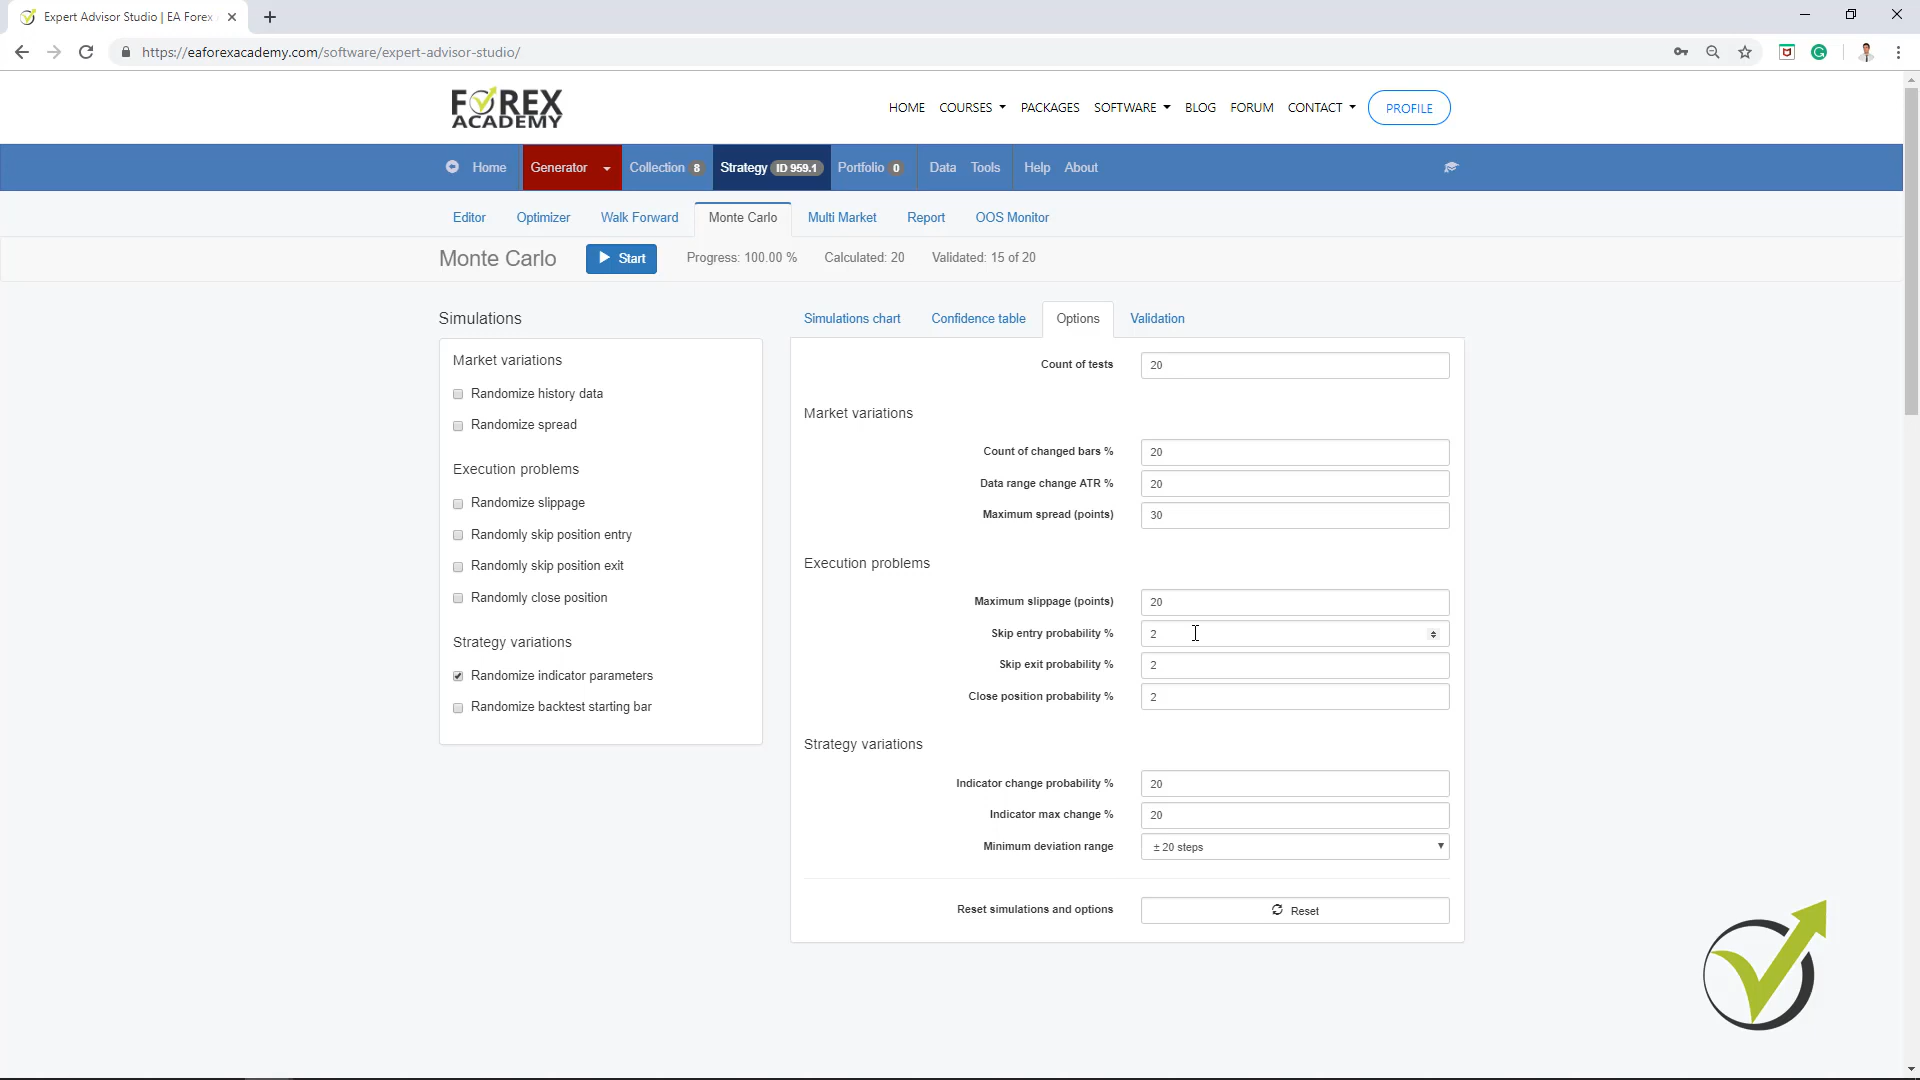 Expert Advisor Studio | EA Forex
https://eaforexacademy.com/software/expert-advisor-studio/
FOREX
ACADEMY
HOME COURSES PACKAGES SOFTWARE BLOG FORUM CONTACT PROFILE
Home Generator Collection 8 Strategy ID 959.1 Portfolio 0 Data Tools Help About
Editor Optimizer Walk Forward Monte Carlo Multi Market Report OOS Monitor
Monte Carlo Start Progress: 100.00 % Calculated: 20 Validated: 15 of 20
Simulations
Market variations
Randomize history data
Randomize spread
Execution problems
Randomize slippage
Randomly skip position entry
Randomly skip position exit
Randomly close position
Strategy variations
Randomize indicator parameters
Randomize backtest starting bar
Simulations chart Confidence table Options Validation
Count of tests 20
Market variations
Count of changed bars % 20
Data range change ATR % 20
Maximum spread (points) 30
Execution problems
Maximum slippage (points) 20
Skip entry probability % 2
Skip exit probability % 2
Close position probability % 2
Strategy variations
Indicator change probability % 20
Indicator max change % 20
Minimum deviation range ± 20 steps
Reset simulations and options Reset